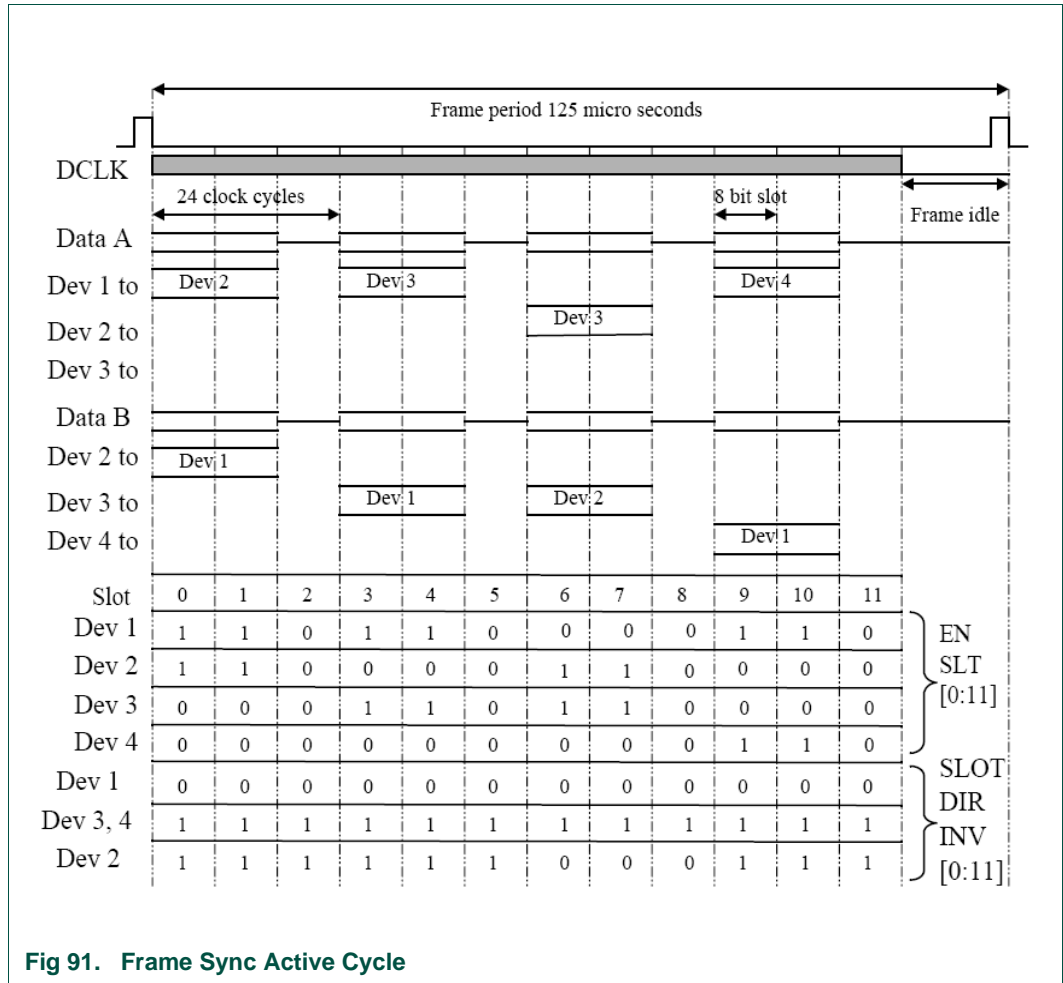 Frame period 125 micro seconds
DCLK
24 clock cycles
8 bit slot
Frame idle
Data A
Dev 1 to
Dev 2
Dev 3
Dev 4
Dev 2 to
Dev 3
Dev 3 to
Data B
Dev 2 to
Dev 1
Dev 3 to
Dev 1
Dev 2
Dev 4 to
Dev 1
Slot 0 1 2 3 4 5 6 7 8 9 10 11
Dev 1 1 1 0 1 1 0 0 0 0 1 1 0
Dev 2 1 1 0 0 0 0 1 1 0 0 0 0
Dev 3 0 0 0 1 1 0 1 1 0 0 0 0
Dev 4 0 0 0 0 0 0 0 0 0 1 1 0
EN
SLT
[0:11]
Dev 1 0 0 0 0 0 0 0 0 0 0 0 0
Dev 3, 4 1 1 1 1 1 1 1 1 1 1 1 1
Dev 2 1 1 1 1 1 1 0 0 0 1 1 1
SLOT
DIR
INV
[0:11]
Fig 91. Frame Sync Active Cycle